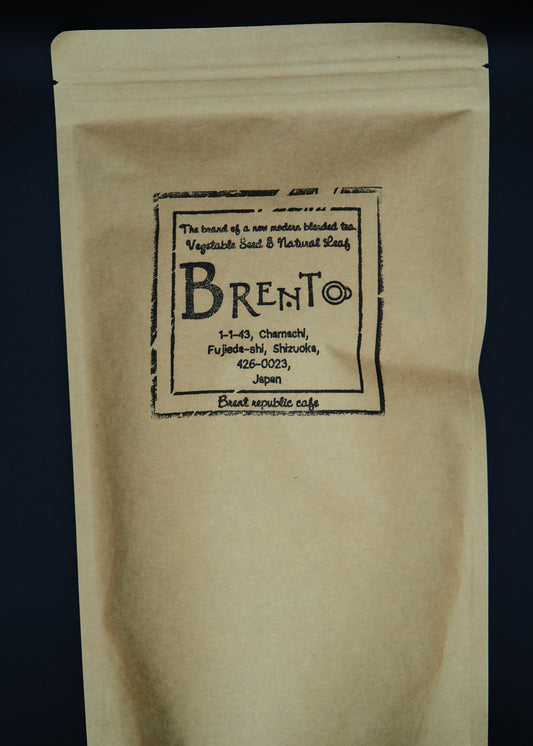 The brand of a new modern blended tea.
Vegetable Seed & Natural Leaf
BRENTO
1-1-43, Chamachi,
Fujieda-shi, Shizuoka,
426-0023,
Japan
Brent republic cafe